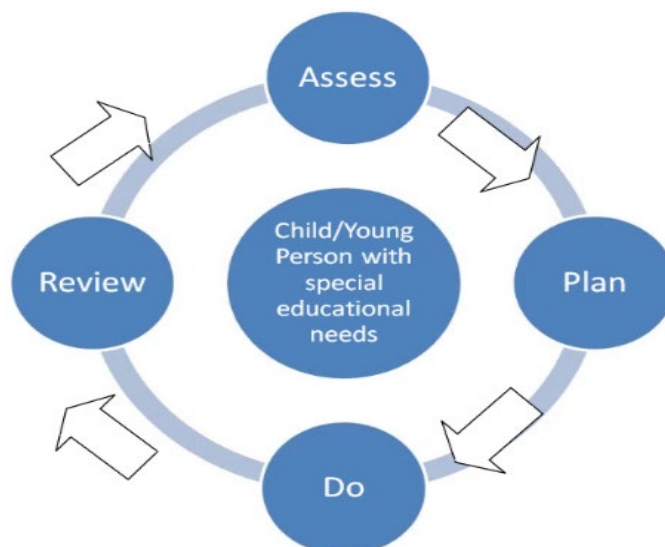 Assess
Child/Young
Person with
special
educational
needs
Review
Plan
Do